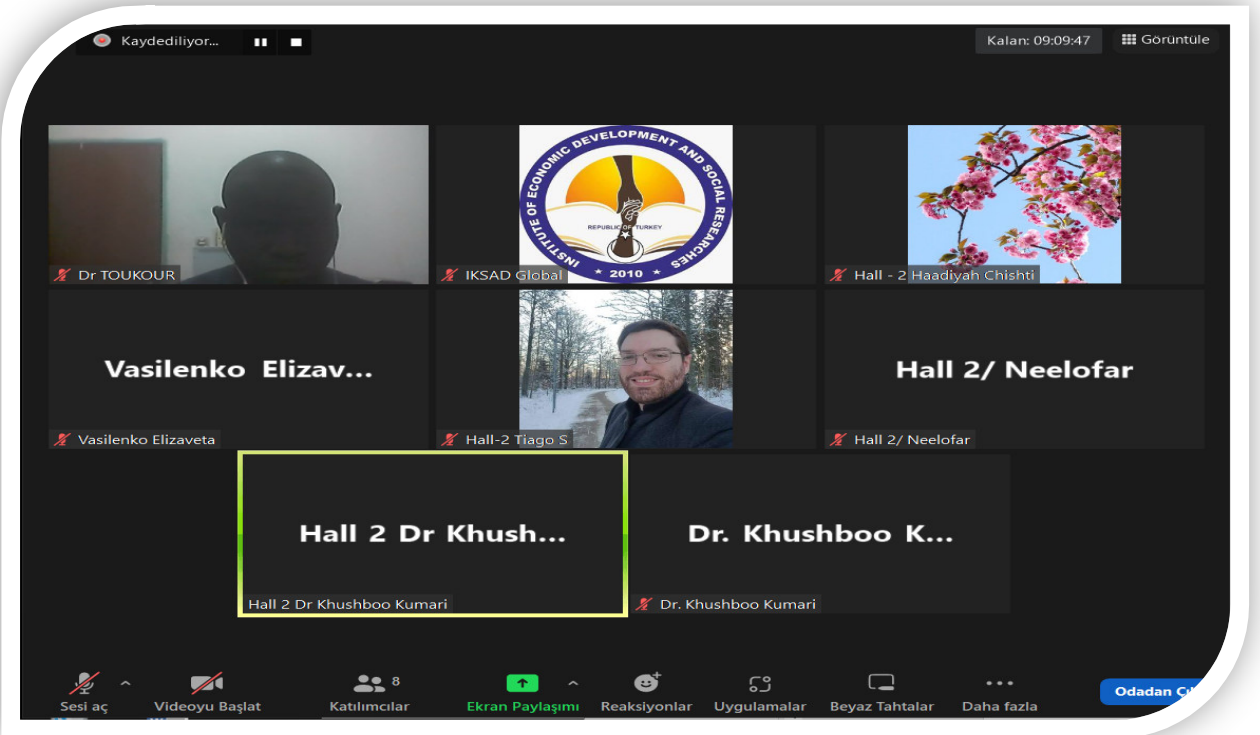 Kaydediliyor...
Kalan: 09:09:47
Görüntüle
Dr TOUKOUR
INSTITUTE OF ECONOMIC DEVELOPMENT AND SOCIAL RESEARCHES
REPUBLIC OF TURKEY
* 2010 *
IKSAD Global
Hall - 2 Haadiyah Chishti
Vasilenko Elizav...
Vasilenko Elizaveta
Hall-2 Tiago S
Hall 2/ Neelofar
Hall 2/ Neelofar
Hall 2 Dr Khush...
Hall 2 Dr Khushboo Kumari
Dr. Khushboo K...
Dr. Khushboo Kumari
8
Sesi aç
Videoyu Başlat
Katılımcılar
Ekran Paylaşımı
Reaksiyonlar
Uygulamalar
Beyaz Tahtalar
Daha fazla
Odadan